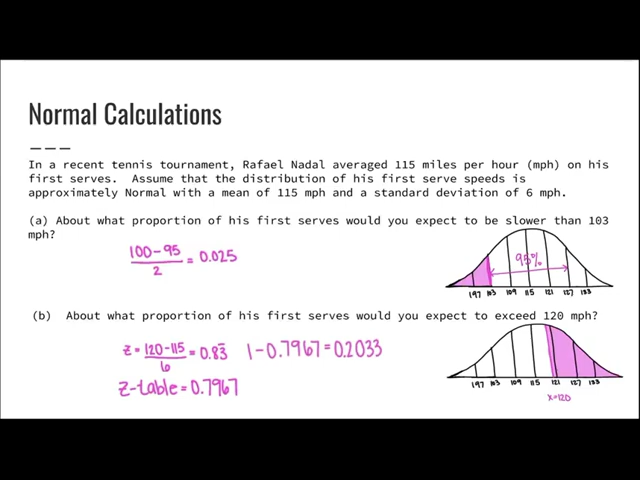 Normal Calculations
In a recent tennis tournament, Rafael Nadal averaged 115 miles per hour (mph) on his
first serves. Assume that the distribution of his first serve speeds is
approximately Normal with a mean of 115 mph and a standard deviation of 6 mph.
(a) About what proportion of his first serves would you expect to be slower than 103
mph?
100-95
2
= 0.025
95%
197 103 109 115 121 127 133
(b) About what proportion of his first serves would you expect to exceed 120 mph?
z = 120-115
6
= 0.83̄
1-0.7967=0.2033
z-table = 0.7967
197 103 109 115 121 127 133
x=120